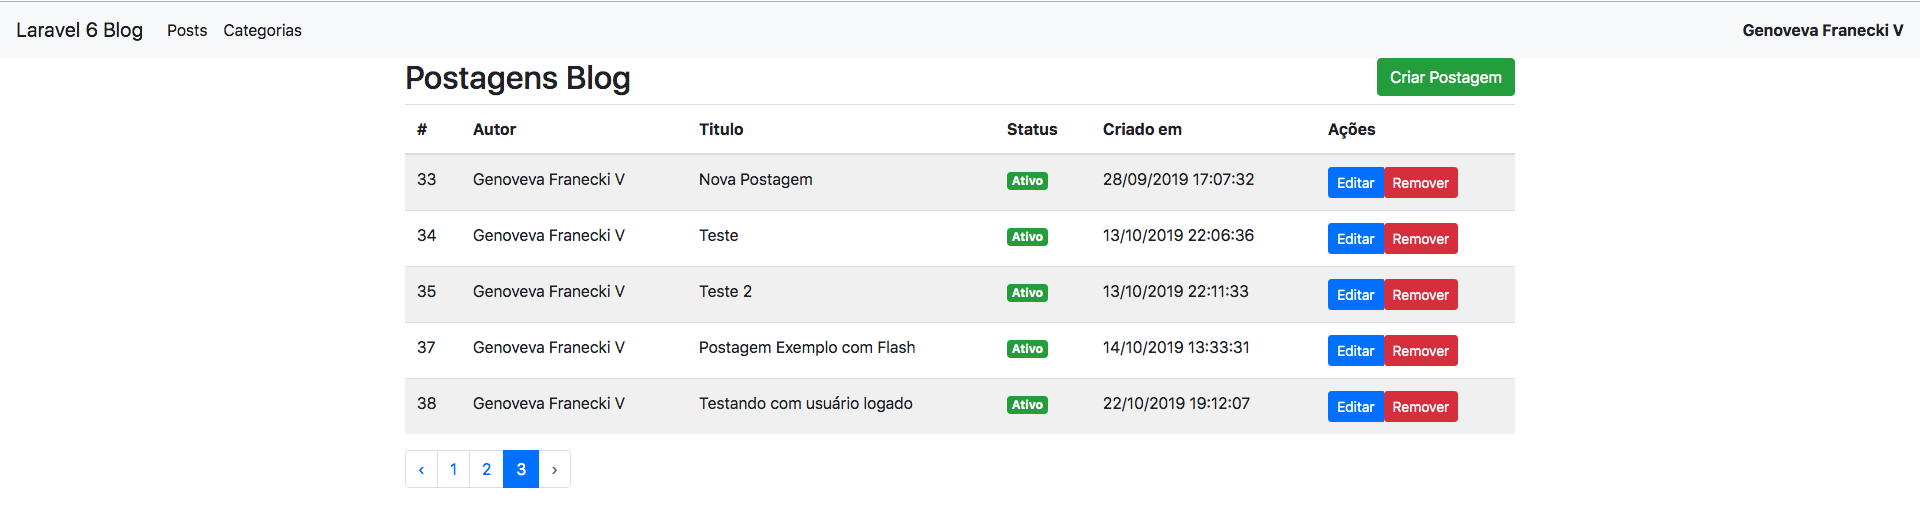 Laravel 6 Blog Posts Categorias Genoveva Franecki V
Postagens Blog Criar Postagem
# Autor Titulo Status Criado em Ações
33 Genoveva Franecki V Nova Postagem Ativo 28/09/2019 17:07:32 Editar Remover
34 Genoveva Franecki V Teste Ativo 13/10/2019 22:06:36 Editar Remover
35 Genoveva Franecki V Teste 2 Ativo 13/10/2019 22:11:33 Editar Remover
37 Genoveva Franecki V Postagem Exemplo com Flash Ativo 14/10/2019 13:33:31 Editar Remover
38 Genoveva Franecki V Testando com usuário logado Ativo 22/10/2019 19:12:07 Editar Remover
‹ 1 2 3 ›